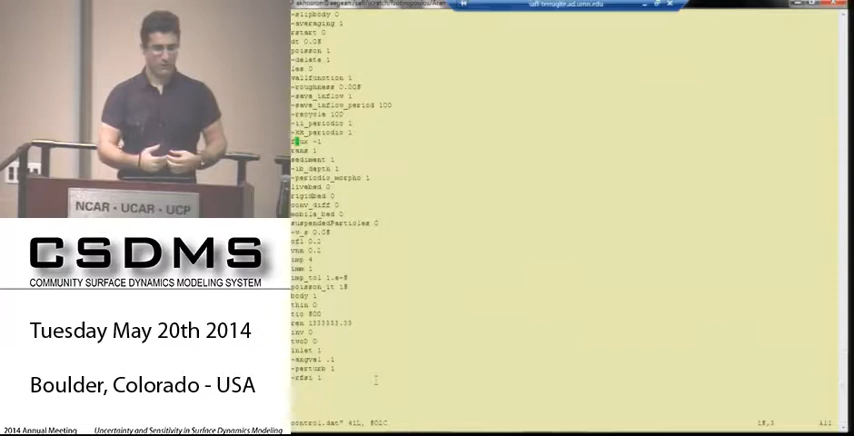 NCAR - UCAR - UCP
CSDMS
COMMUNITY SURFACE DYNAMICS MODELING SYSTEM
Tuesday May 20th 2014
Boulder, Colorado - USA
2014 Annual Meeting
Uncertainty and Sensitivity in Surface Dynamics Modeling
-slipbody 0
-averaging 1
rstart 0
dt 0.05
poisson 1
-delete 1
les 0
wallfunction 1
-roughness 0.005
-save_inflow 1
-save_inflow_period 100
-recycle 100
-ii_periodic 1
-kk_periodic 1
flux -1
rans 1
sediment 1
-ib_depth 1
-periodic_morpho 1
livebed 0
rigidbed 0
conv_diff 0
mobile_bed 0
suspendedParticles 0
cfl 0.2
vnn 0.2
imp 4
imm 1
imp_tol 1.e-8
poisson_it 15
body 1
thin 0
tio 500
ren 1333333.33
inv 0
twoD 0
inlet 1
-angvel .1
-perturb 1
-rfsi 1